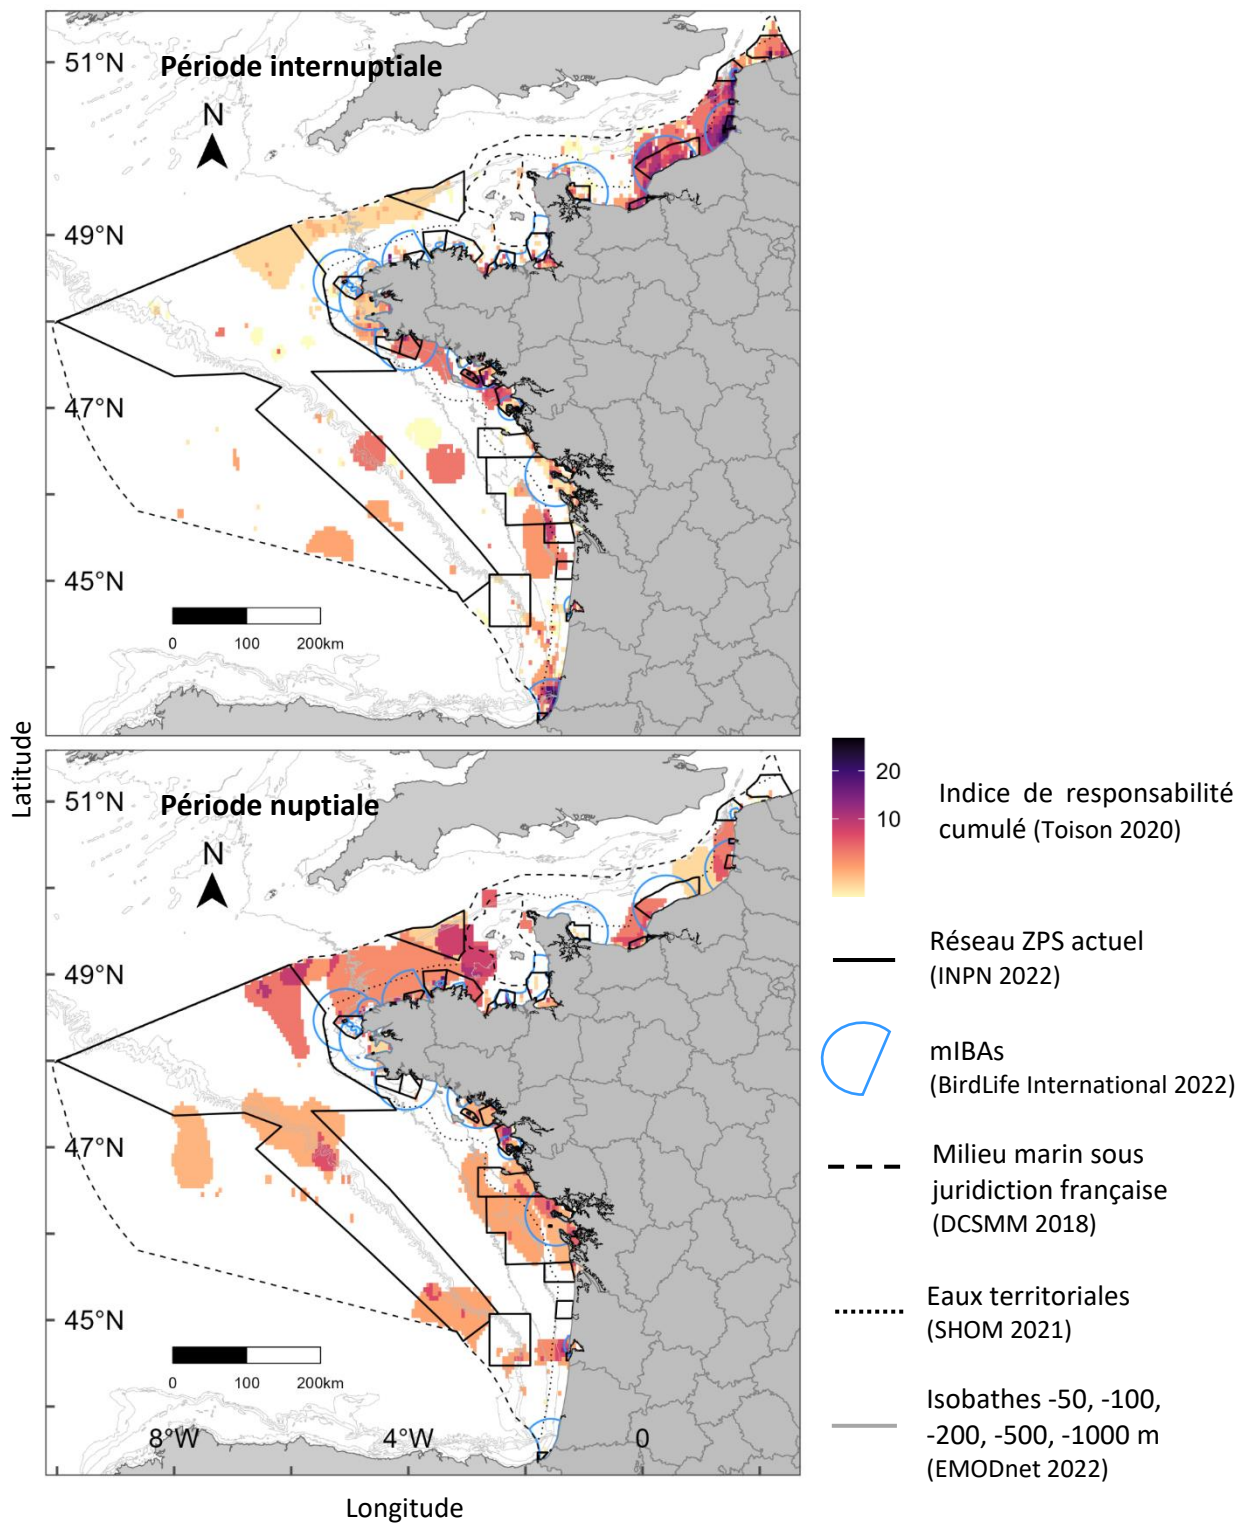 51°N
Période internuptiale
N
49°N
47°N
45°N
0 100 200km
Latitude
51°N
Période nuptiale
N
49°N
47°N
45°N
0 100 200km
8°W 4°W 0
Longitude
20
10
Indice de responsabilité
cumulé (Toison 2020)
Réseau ZPS actuel
(INPN 2022)
mIBAs
(BirdLife International 2022)
Milieu marin sous
juridiction française
(DCSMM 2018)
Eaux territoriales
(SHOM 2021)
Isobathes -50, -100,
-200, -500, -1000 m
(EMODnet 2022)